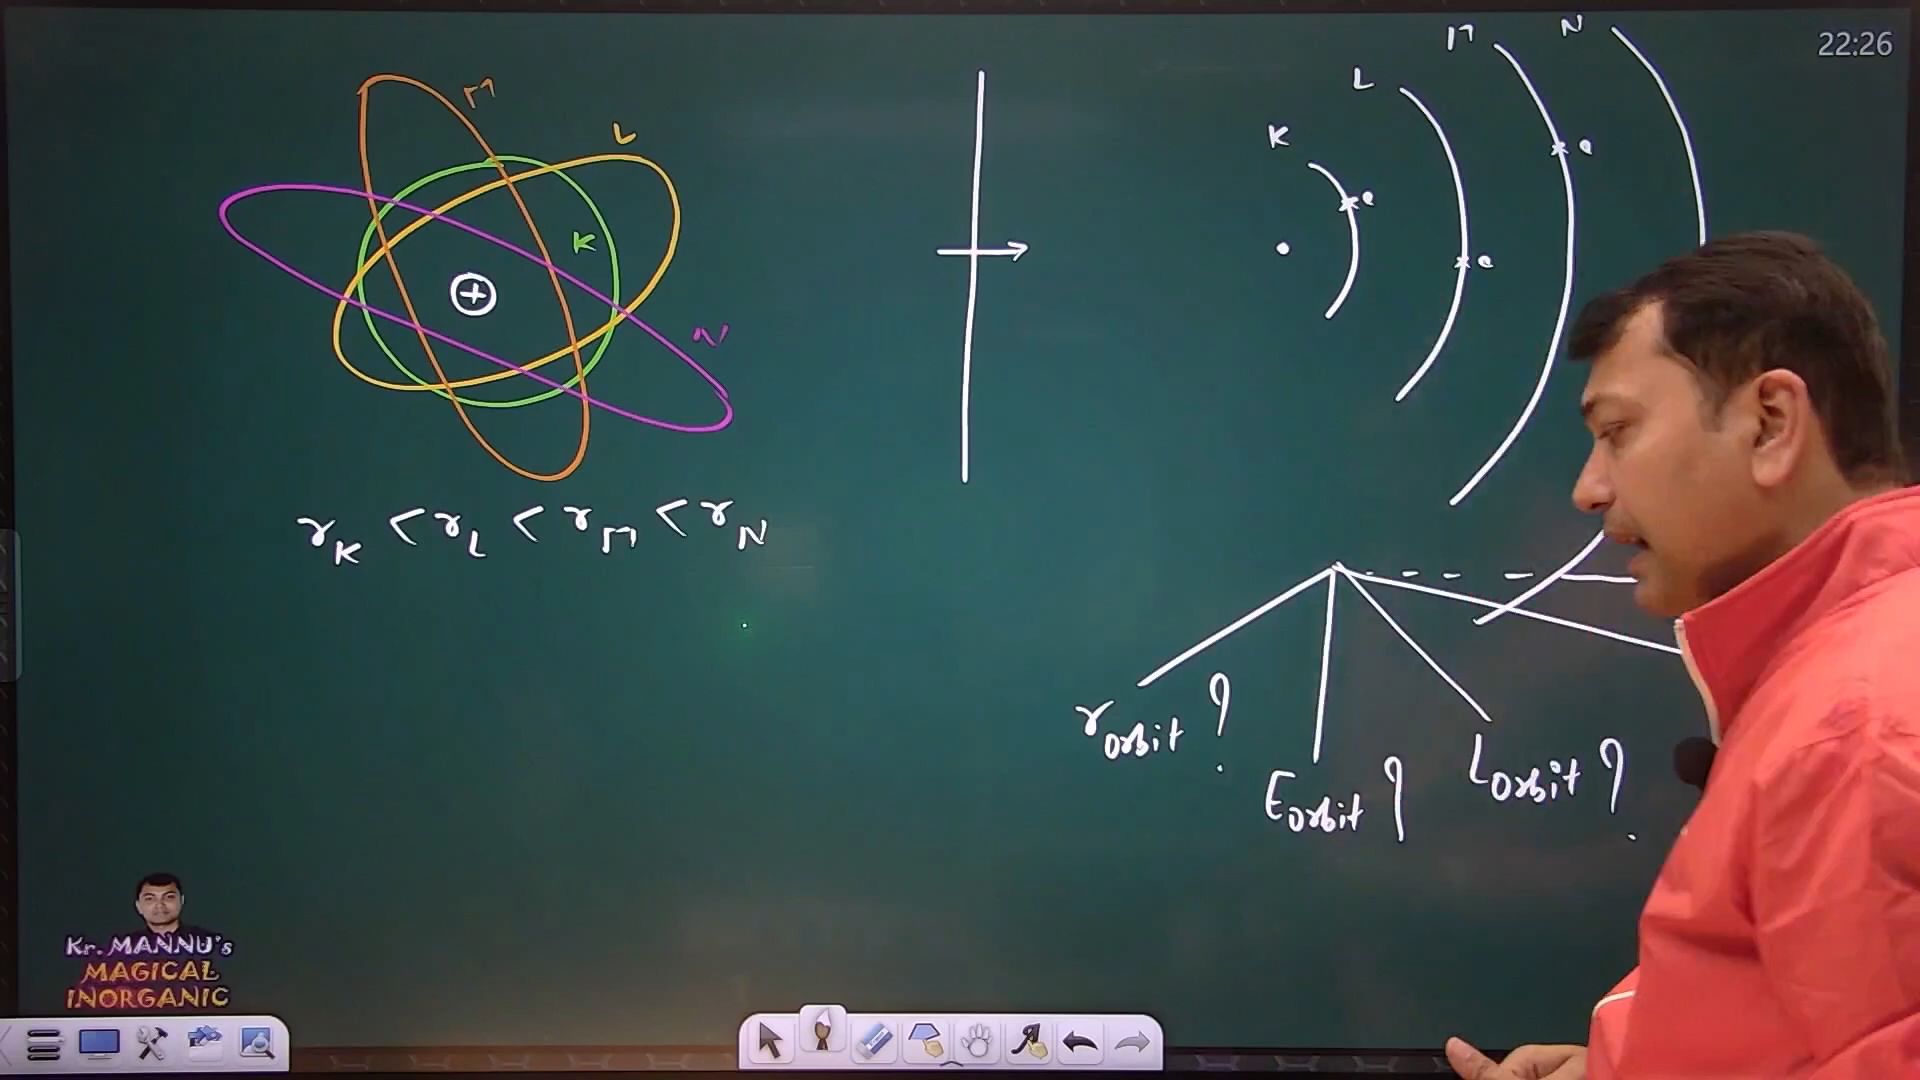 22:26
M
L
K
N
⊕
K
L
M
N
e
e
e
r_K < r_L < r_M < r_N
r_orbit ?
E_orbit ?
L_orbit ?
Kr. MANNU's
MAGICAL
INORGANIC